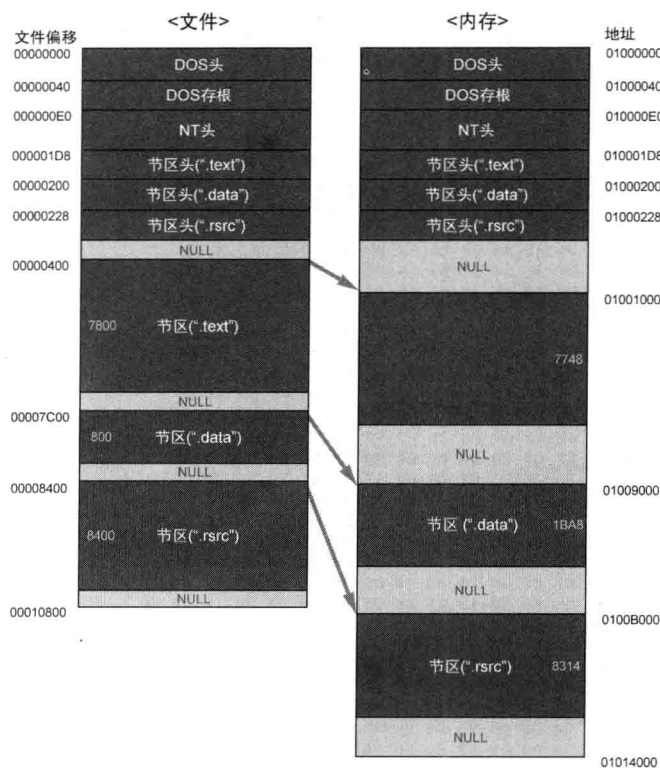 <文件>
文件偏移
00000000
DOS头
00000040
DOS存根
000000E0
NT头
000001D8
节区头(“.text”)
00000200
节区头(“.data”)
00000228
节区头(“.rsrc”)
NULL
00000400
7800 节区(“.text”)
NULL
00007C00
800 节区(“.data”)
NULL
00008400
8400 节区(“.rsrc”)
NULL
00010800
<内存>
地址
DOS头
01000000
DOS存根
01000040
NT头
010000E0
节区头(“.text”)
010001D8
节区头(“.data”)
01000200
节区头(“.rsrc”)
01000228
NULL
01001000
7748
NULL
01009000
节区 (“.data”) 1BA8
NULL
0100B000
节区(“.rsrc”) 8314
NULL
01014000